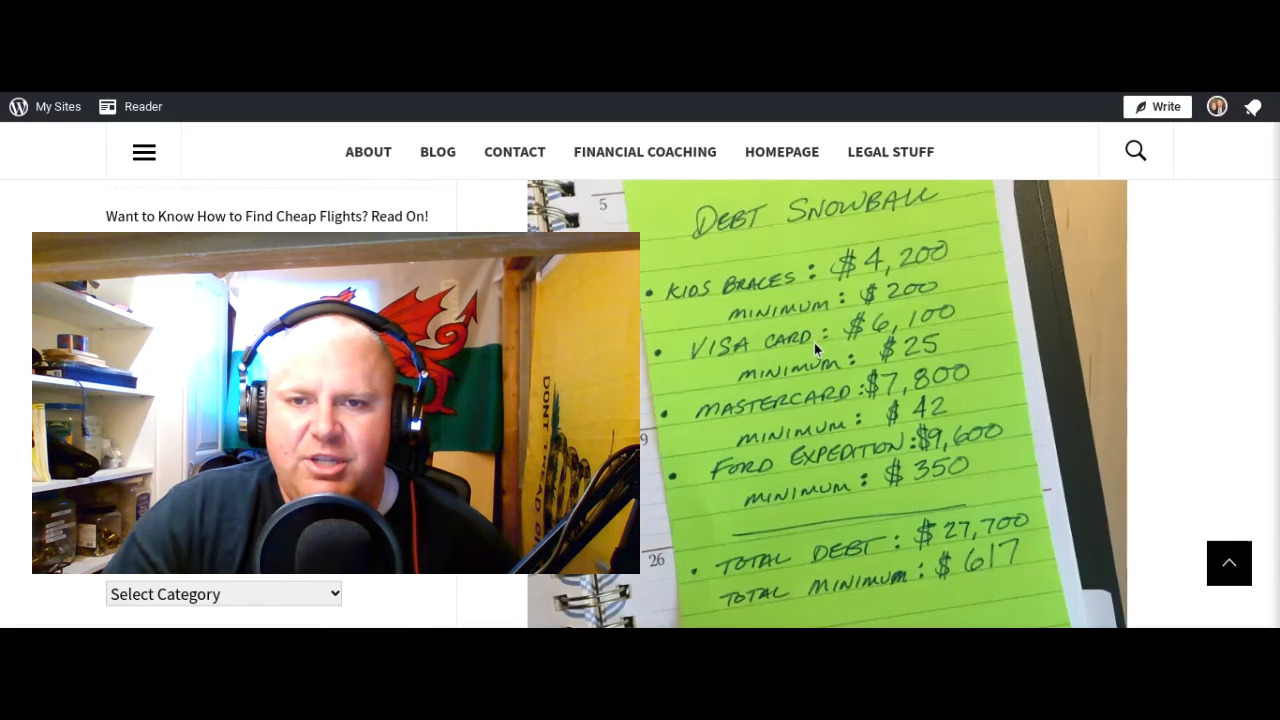 My Sites
Reader
Write
ABOUT
BLOG
CONTACT
FINANCIAL COACHING
HOMEPAGE
LEGAL STUFF
Want to Know How to Find Cheap Flights? Read On!
5
DEBT SNOWBALL
• KIDS BRACES : $4,200
MINIMUM : $200
• VISA CARD : $6,100
MINIMUM : $25
• MASTERCARD : $7,800
9
MINIMUM : $42
• FORD EXPEDITION : $9,600
MINIMUM : $350
26
• TOTAL DEBT : $27,700
TOTAL MINIMUM : $617
DONT
EAD
Select Category